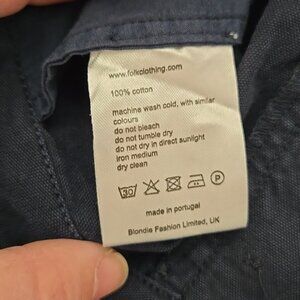 www.folkclothing.com
100% cotton
machine wash cold, with similar
colours
do not bleach
do not tumble dry
do not dry in direct sunlight
iron medium
dry clean
30 P
made in portugal
Blondie Fashion Limited, UK